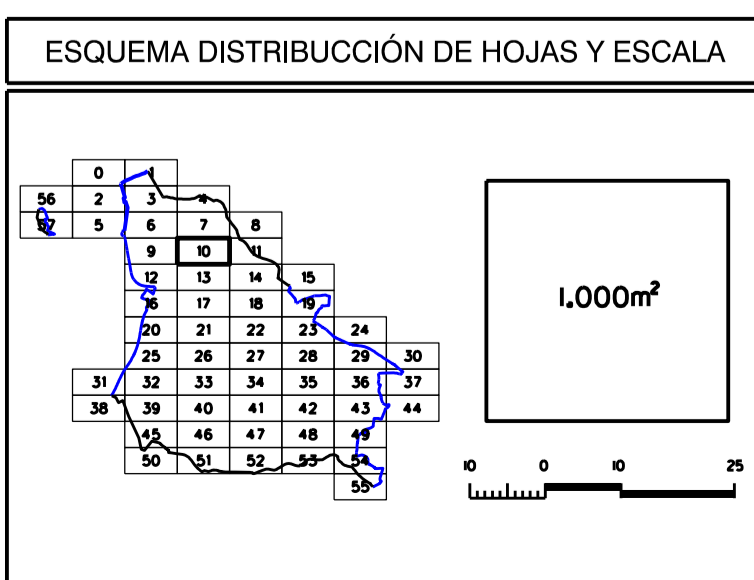 ESQUEMA DISTRIBUCCIÓN DE HOJAS Y ESCALA
0 1
56 2 3 4
57 5 6 7 8
9 10 11
12 13 14 15
16 17 18 19
20 21 22 23 24
25 26 27 28 29 30
31 32 33 34 35 36 37
38 39 40 41 42 43 44
45 46 47 48 49
50 51 52 53 54
55
1.000m²
10 0 10 25